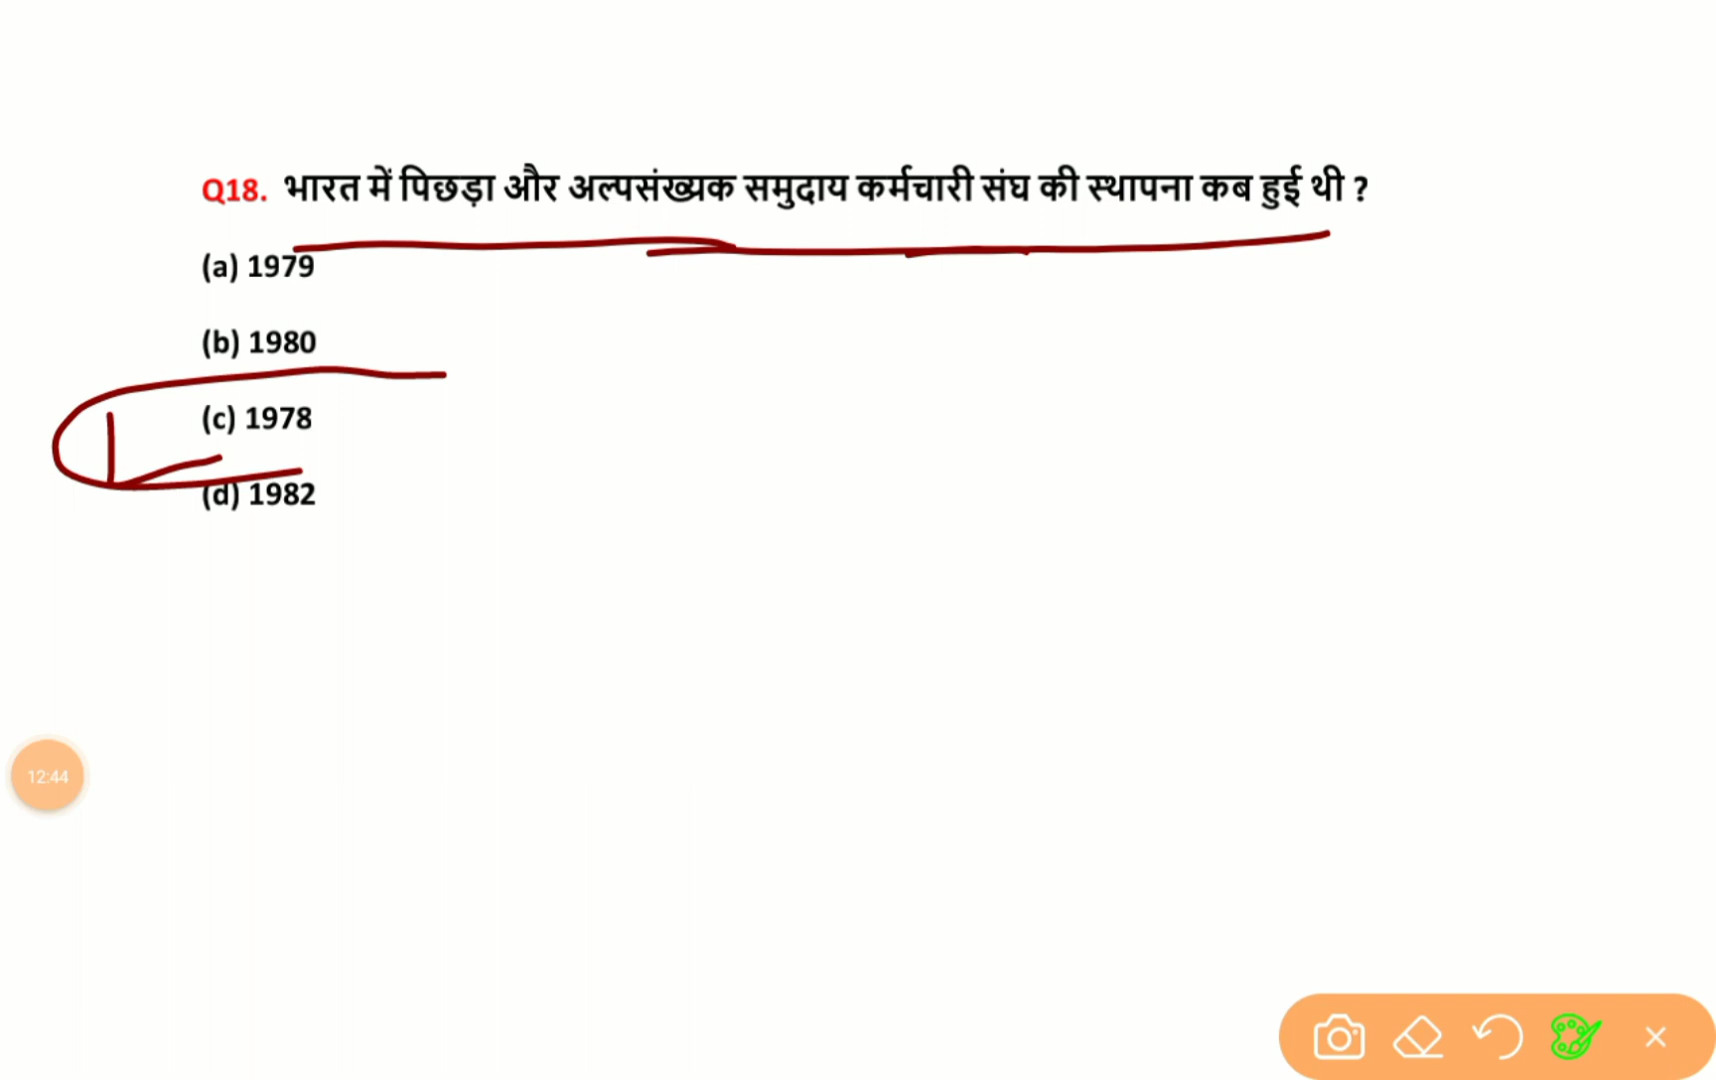 Q18. भारत में पिछड़ा और अल्पसंख्यक समुदाय कर्मचारी संघ की स्थापना कब हुई थी ?
(a) 1979
(b) 1980
(c) 1978
(d) 1982
12:44